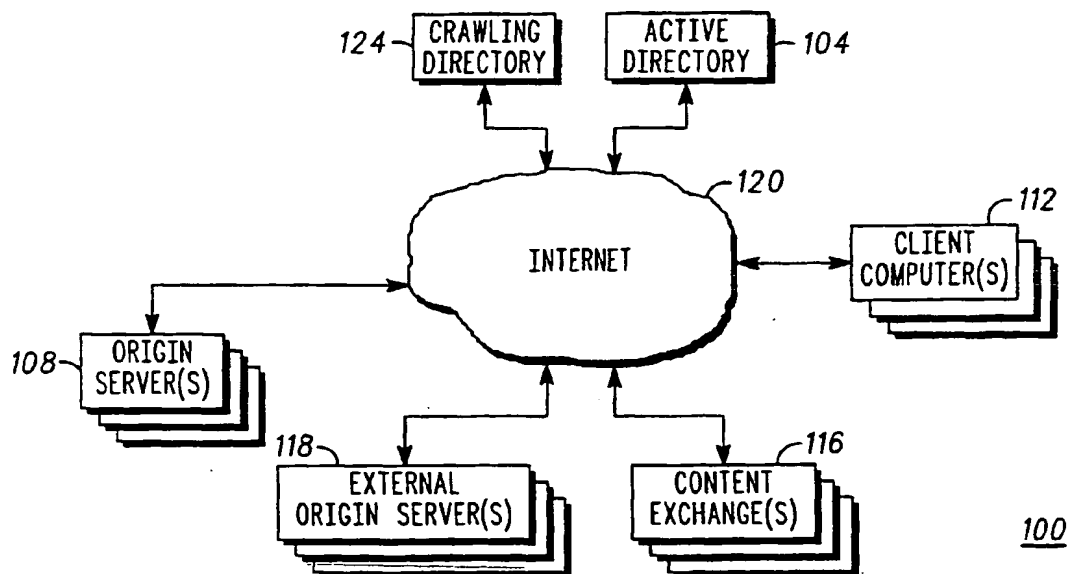 124
CRAWLING
DIRECTORY
ACTIVE
DIRECTORY
104
120
INTERNET
112
CLIENT
COMPUTER(S)
108
ORIGIN
SERVER(S)
118
EXTERNAL
ORIGIN SERVER(S)
116
CONTENT
EXCHANGE(S)
100